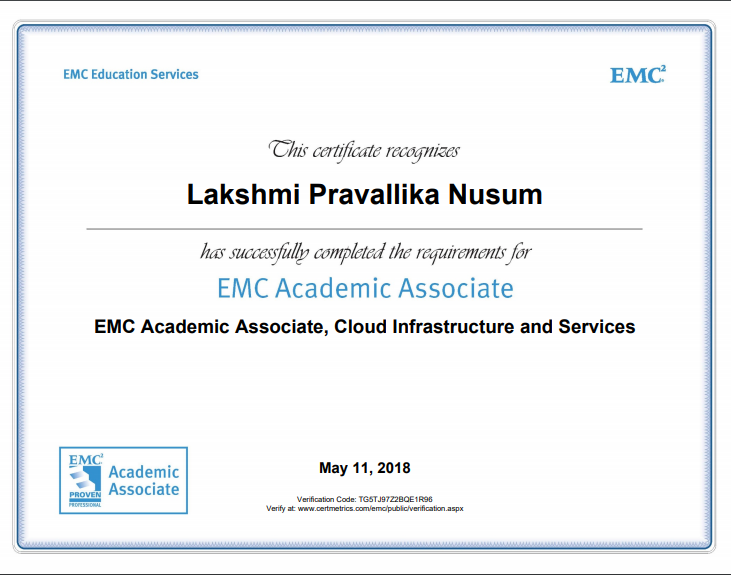 EMC Education Services
EMC²
This certificate recognizes
Lakshmi Pravallika Nusum
has successfully completed the requirements for
EMC Academic Associate
EMC Academic Associate, Cloud Infrastructure and Services
EMC²
PROVEN
PROFESSIONAL
Academic
Associate
May 11, 2018
Verification Code: TG5TJ97Z2BQE1R96
Verify at: www.certmetrics.com/emc/public/verification.aspx